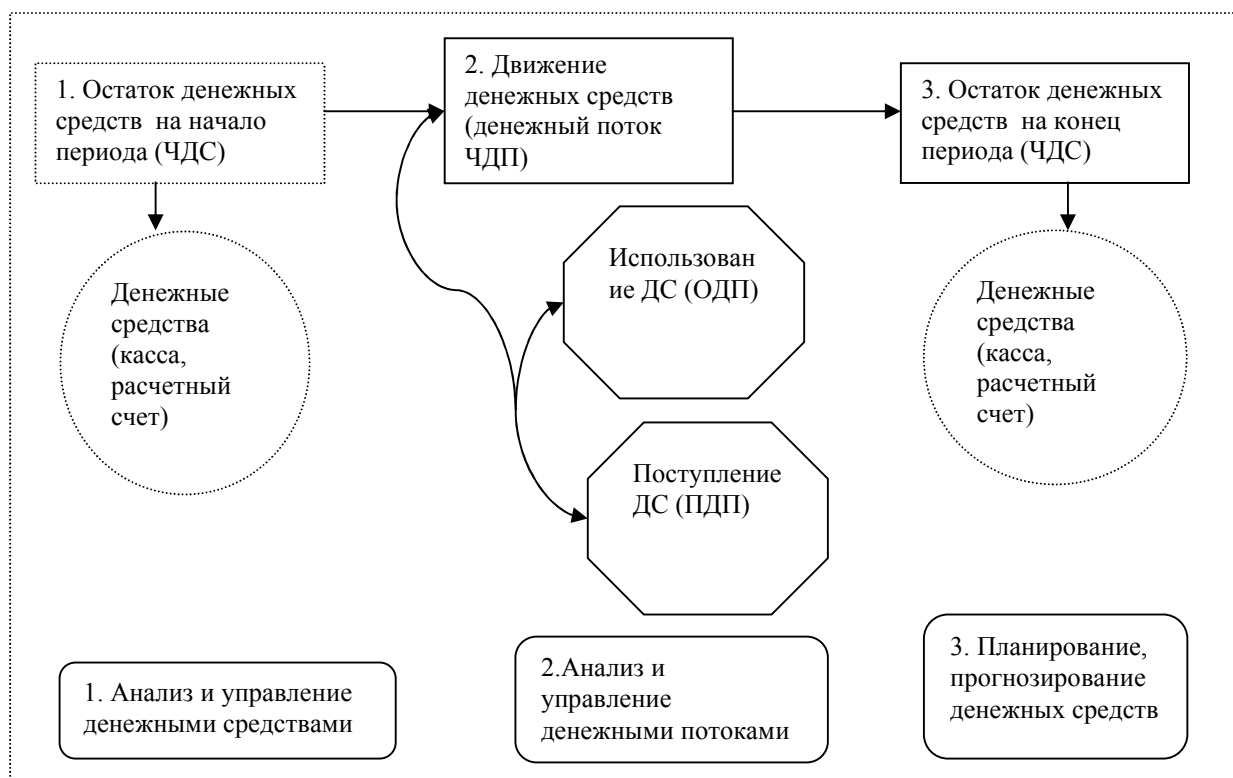 1. Остаток денежных
средств на начало
периода (ЧДС)
2. Движение
денежных средств
(денежный поток
ЧДП)
3. Остаток денежных
средств на конец
периода (ЧДС)
Денежные
средства
(касса,
расчетный
счет)
Использован
ие ДС (ОДП)
Поступление
ДС (ПДП)
Денежные
средства
(касса,
расчетный
счет)
1. Анализ и управление
денежными средствами
2.Анализ и
управление
денежными потоками
3. Планирование,
прогнозирование
денежных средств